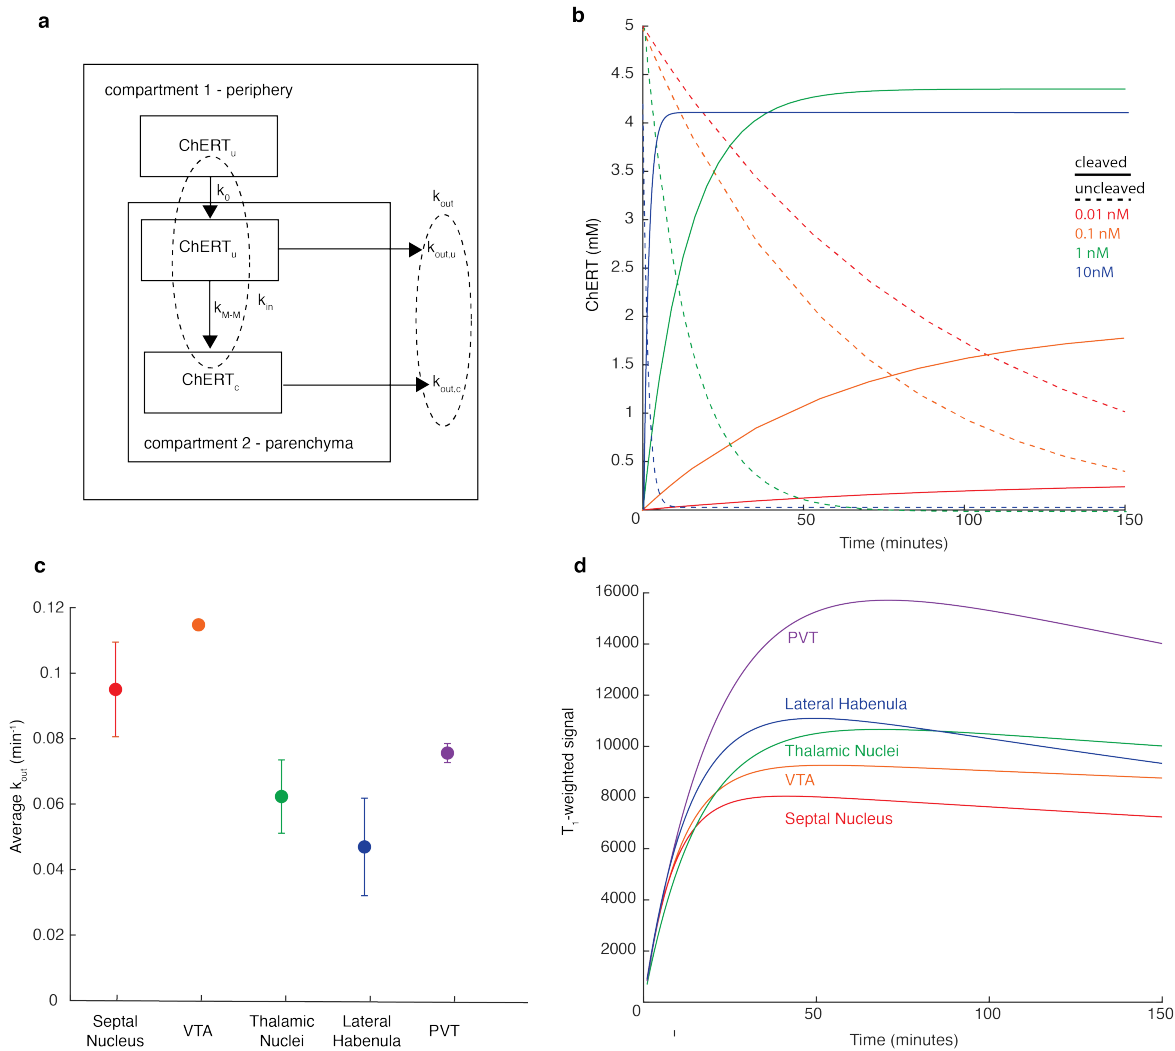 a
compartment 1 - periphery
ChERTu
k0
kout
ChERTu
kout,u
kM-M
kin
ChERTc
kout,c
compartment 2 - parenchyma
b
5
4.5
4
3.5
3
2.5
2
1.5
1
0.5
0
50
100
150
ChERT (mM)
Time (minutes)
cleaved
uncleaved
0.01 nM
0.1 nM
1 nM
10nM
c
0.12
0.1
0.08
0.06
0.04
0.02
0
Average kout (min-1)
Septal
Nucleus
VTA
Thalamic
Nuclei
Lateral
Habenula
PVT
d
16000
14000
12000
10000
8000
6000
4000
2000
0
50
100
150
T1-weighted signal
Time (minutes)
PVT
Lateral Habenula
Thalamic Nuclei
VTA
Septal Nucleus